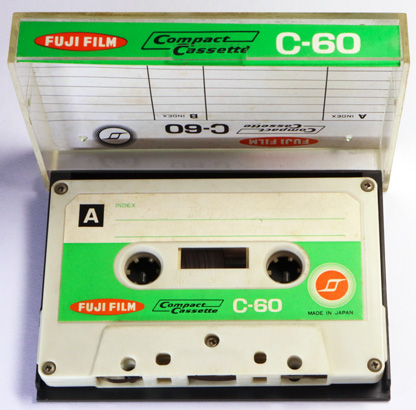 FUJI FILM Compact Cassette C-60
A INDEX B INDEX
FUJI FILM Compact Cassette C-60
A INDEX
FUJI FILM Compact Cassette C-60
MADE IN JAPAN